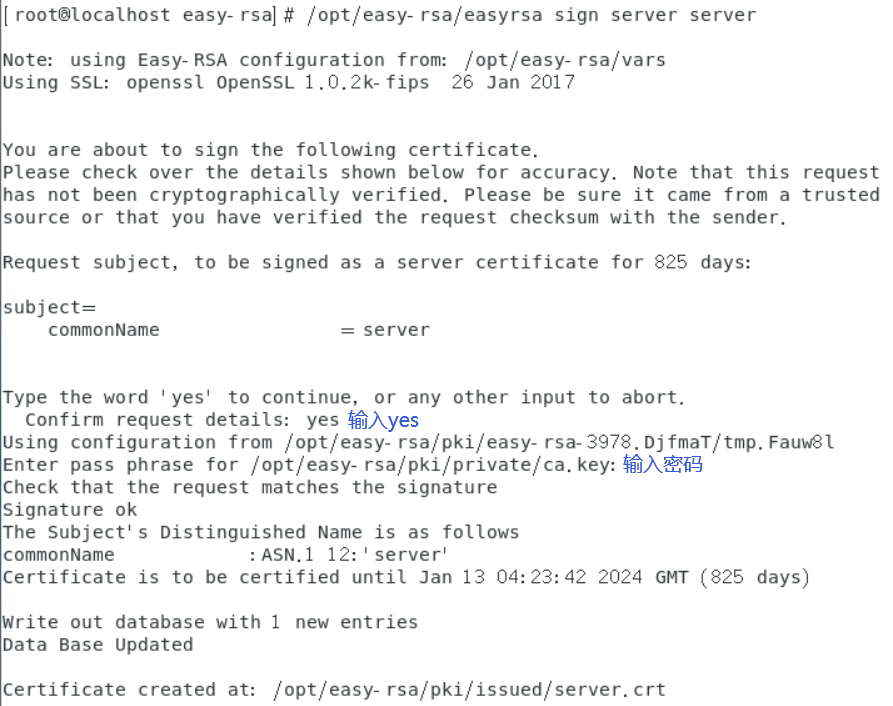 [root@localhost easy-rsa]# /opt/easy-rsa/easyrsa sign server server
Note: using Easy-RSA configuration from: /opt/easy-rsa/vars
Using SSL: openssl OpenSSL 1.0.2k-fips  26 Jan 2017
You are about to sign the following certificate.
Please check over the details shown below for accuracy. Note that this request
has not been cryptographically verified. Please be sure it came from a trusted
source or that you have verified the request checksum with the sender.
Request subject, to be signed as a server certificate for 825 days:
subject=
    commonName                = server
Type the word 'yes' to continue, or any other input to abort.
  Confirm request details: yes 输入yes
Using configuration from /opt/easy-rsa/pki/easy-rsa-3978.DjfmaT/tmp.Fauw8l
Enter pass phrase for /opt/easy-rsa/pki/private/ca.key: 输入密码
Check that the request matches the signature
Signature ok
The Subject's Distinguished Name is as follows
commonName            :ASN.1 12:'server'
Certificate is to be certified until Jan 13 04:23:42 2024 GMT (825 days)
Write out database with 1 new entries
Data Base Updated
Certificate created at: /opt/easy-rsa/pki/issued/server.crt